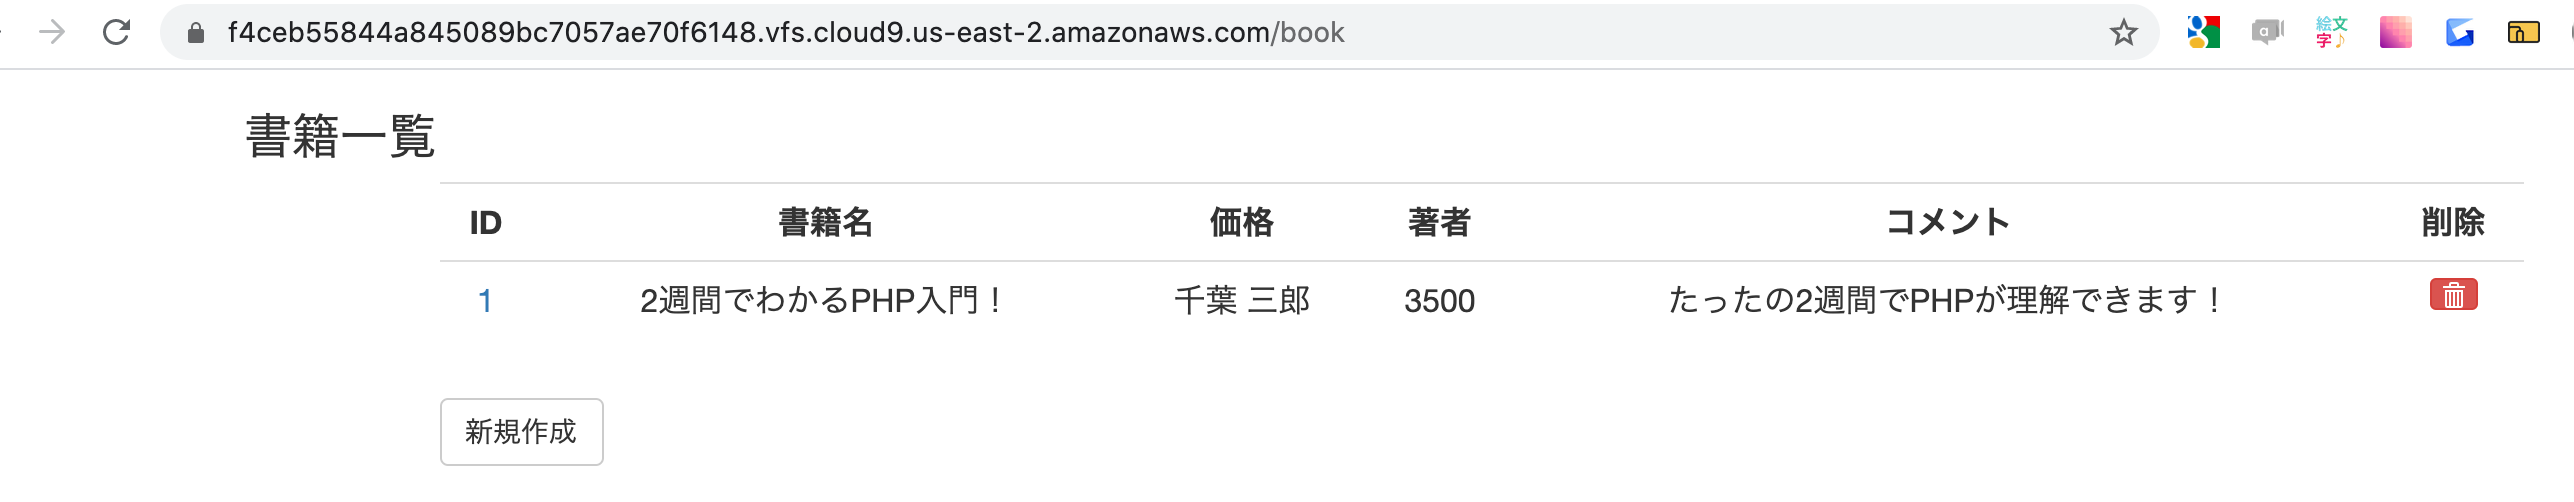 f4ceb55844a845089bc7057ae70f6148.vfs.cloud9.us-east-2.amazonaws.com/book
a 絵文字♪
書籍一覧
ID 書籍名 価格 著者 コメント 削除
1 2週間でわかるPHP入門！ 千葉 三郎 3500 たったの2週間でPHPが理解できます！
新規作成